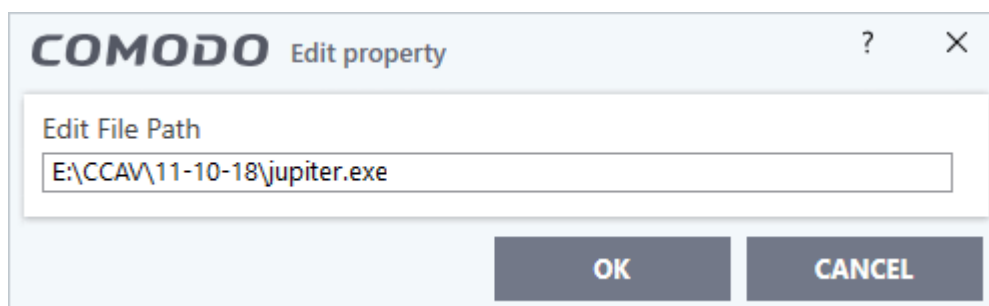 COMODO Edit property ? ×
Edit File Path
E:\CCAV\11-10-18\jupiter.exe
OK CANCEL